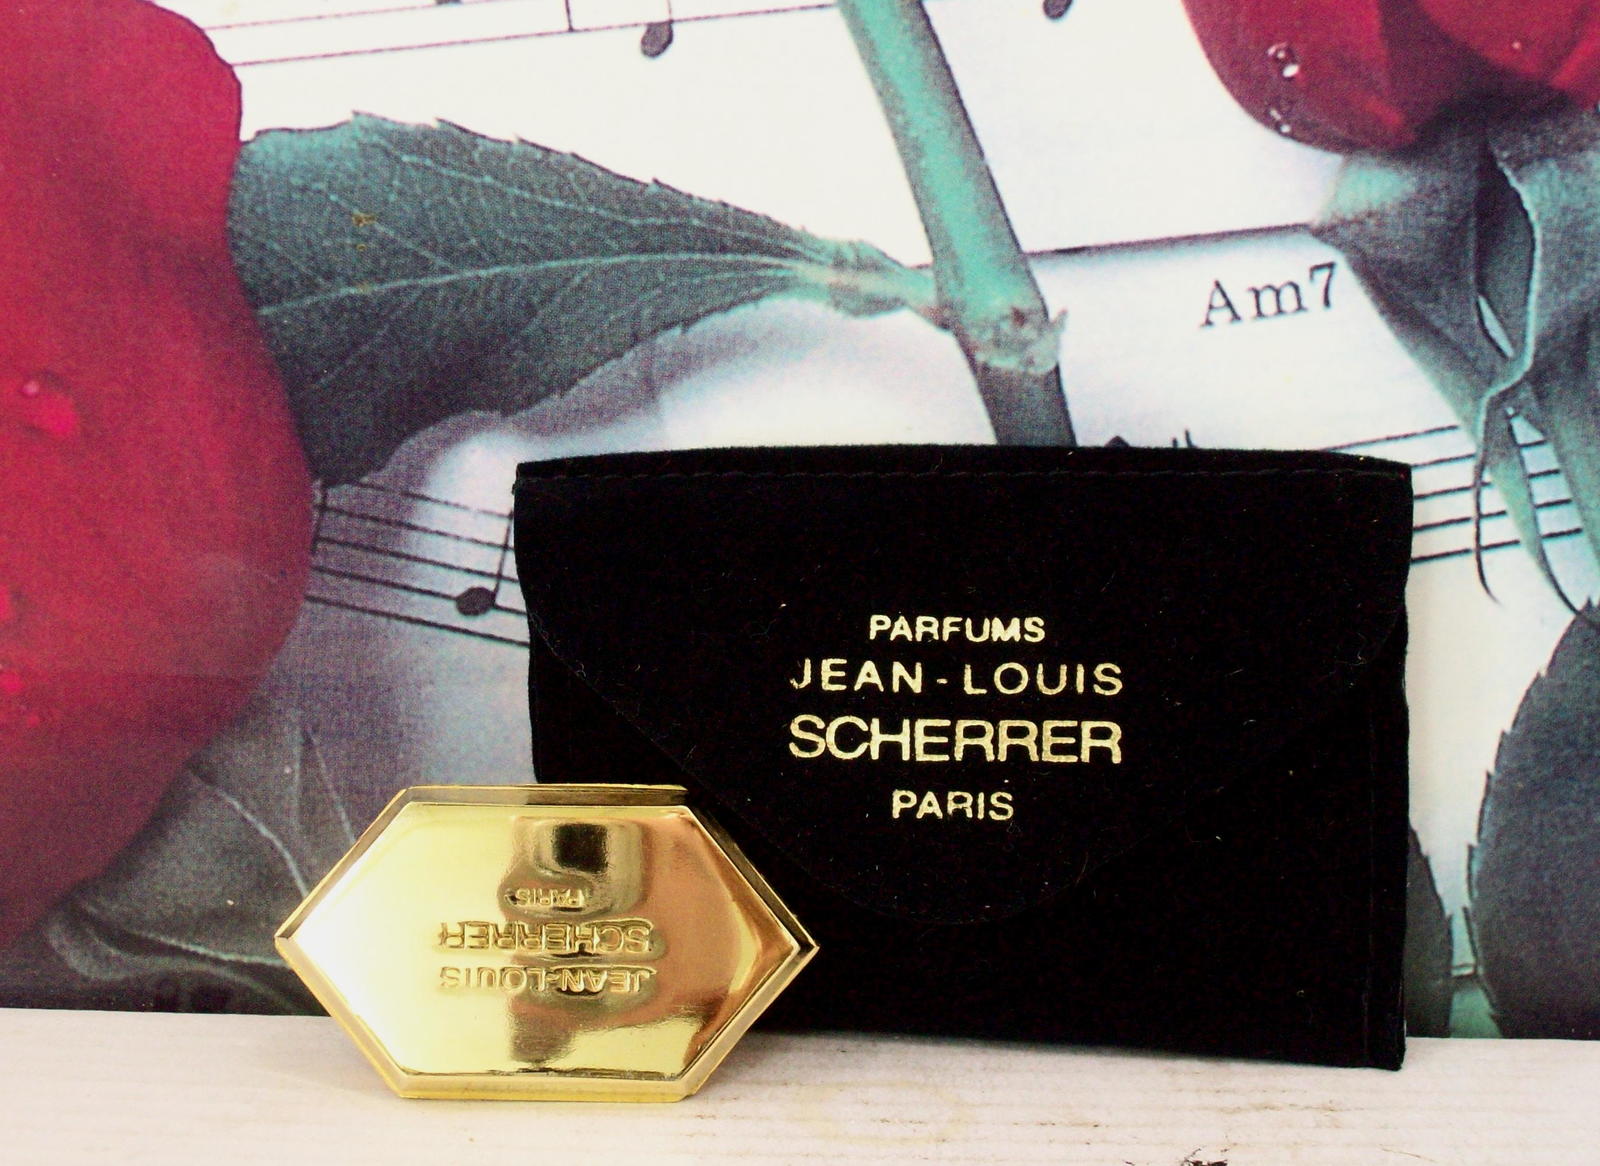 Am7
PARFUMS
JEAN-LOUIS
SCHERRER
PARIS
JEAN-LOUIS
SCHERRER
PARIS